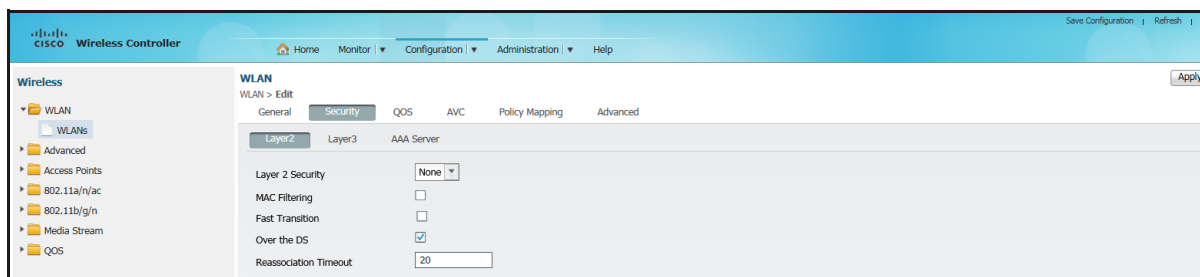 Save Configuration | Refresh |
CISCO Wireless Controller
Home Monitor Configuration Administration Help
Wireless
WLAN
WLANs
Advanced
Access Points
802.11a/n/ac
802.11b/g/n
Media Stream
QOS
WLAN
Apply
WLAN > Edit
General Security QOS AVC Policy Mapping Advanced
Layer2 Layer3 AAA Server
Layer 2 Security None
MAC Filtering
Fast Transition
Over the DS
Reassociation Timeout 20